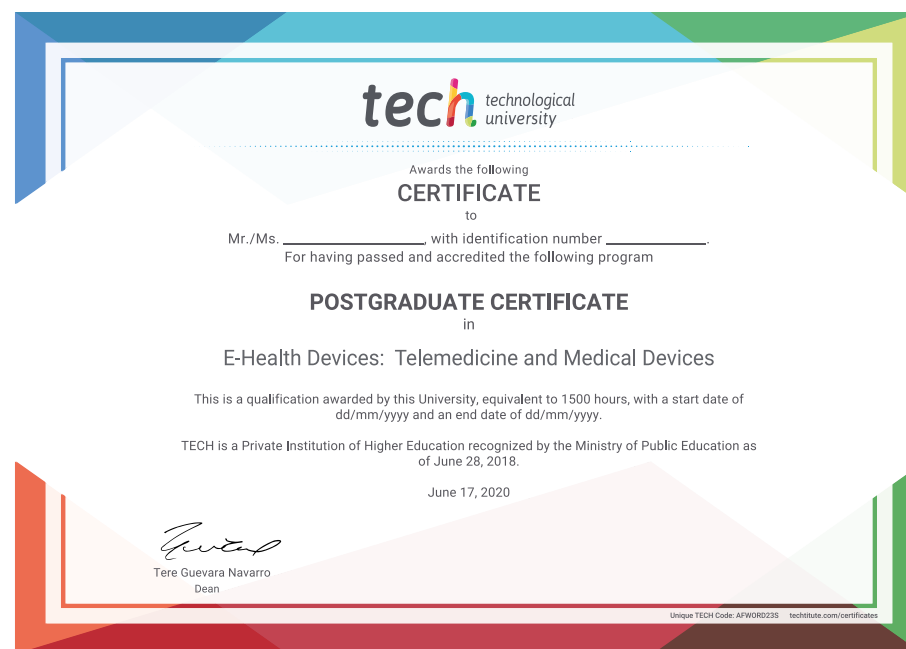 tech technological
university
Awards the following
CERTIFICATE
to
Mr./Ms. ____________________, with identification number ______________.
For having passed and accredited the following program
POSTGRADUATE CERTIFICATE
in
E-Health Devices: Telemedicine and Medical Devices
This is a qualification awarded by this University, equivalent to 1500 hours, with a start date of
dd/mm/yyyy and an end date of dd/mm/yyyy.
TECH is a Private Institution of Higher Education recognized by the Ministry of Public Education as
of June 28, 2018.
June 17, 2020
Tere Guevara Navarro
Dean
Unique TECH Code: AFWORD23S techtitute.com/certificates